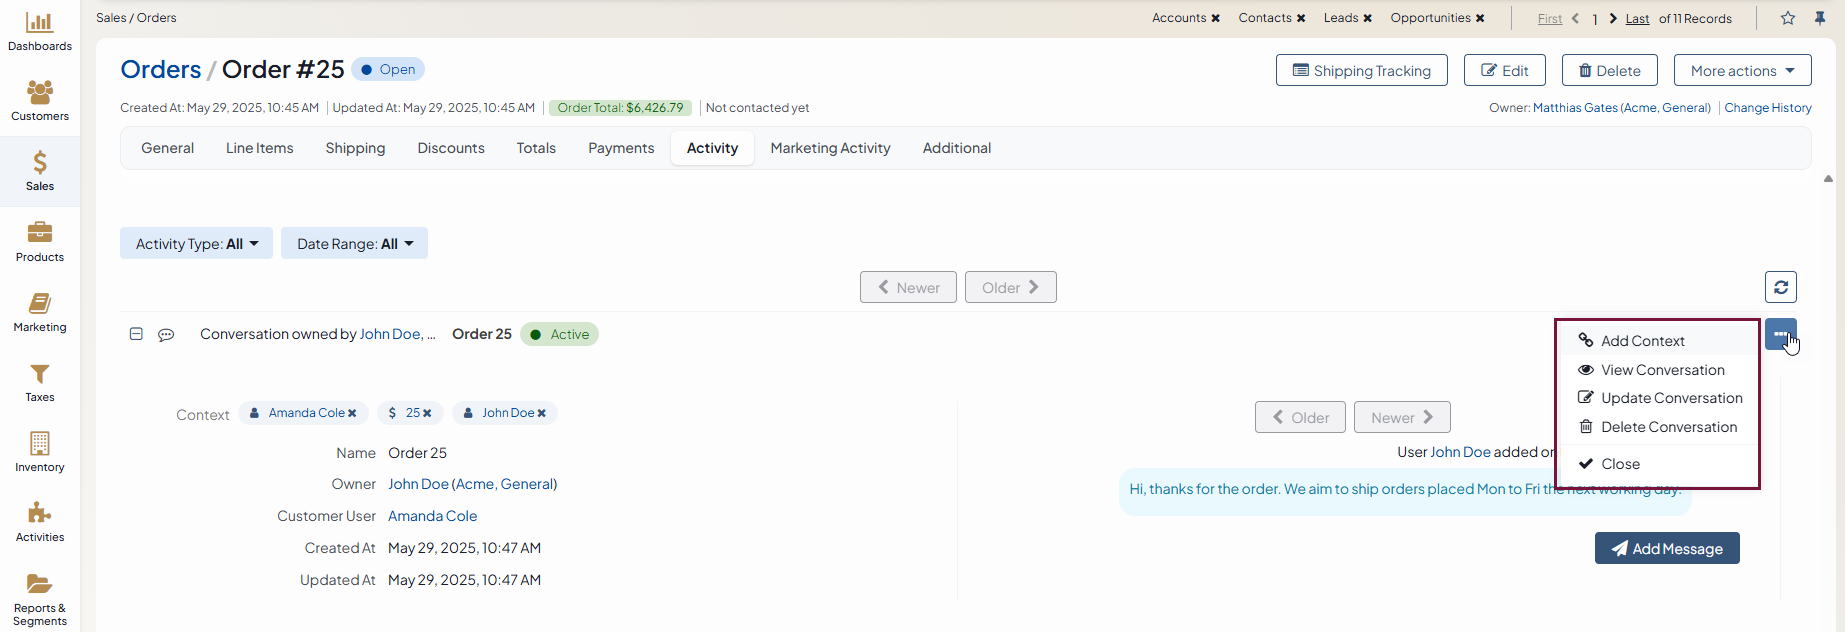 Dashboards
Customers
Sales
Products
Marketing
Taxes
Inventory
Activities
Reports &
Segments
Sales / Orders
Accounts ✖ Contacts ✖ Leads ✖ Opportunities ✖
First 1 Last of 11 Records
Orders / Order #25 Open
Shipping Tracking Edit Delete More actions
Created At: May 29, 2025, 10:45 AM | Updated At: May 29, 2025, 10:45 AM | Order Total: $6,426.79 | Not contacted yet
Owner: Matthias Gates (Acme, General) | Change History
General Line Items Shipping Discounts Totals Payments Activity Marketing Activity Additional
Activity Type: All Date Range: All
Newer Older
Conversation owned by John Doe, ... Order 25 Active
Add Context
View Conversation
Update Conversation
Delete Conversation
Close
Context Amanda Cole ✖ $ 25 ✖ John Doe ✖
Name Order 25
Owner John Doe (Acme, General)
Customer User Amanda Cole
Created At May 29, 2025, 10:47 AM
Updated At May 29, 2025, 10:47 AM
Older Newer
User John Doe added on
Hi, thanks for the order. We aim to ship orders placed Mon to Fri the next working day.
Add Message